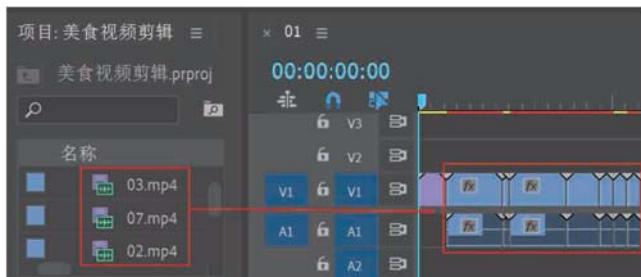 项目: 美食视频剪辑
美食视频剪辑.prproj
名称
03.mp4
07.mp4
02.mp4
× 01
00:00:00:00
V3
V2
V1 V1 fx fx
A1 A1 fx fx
A2